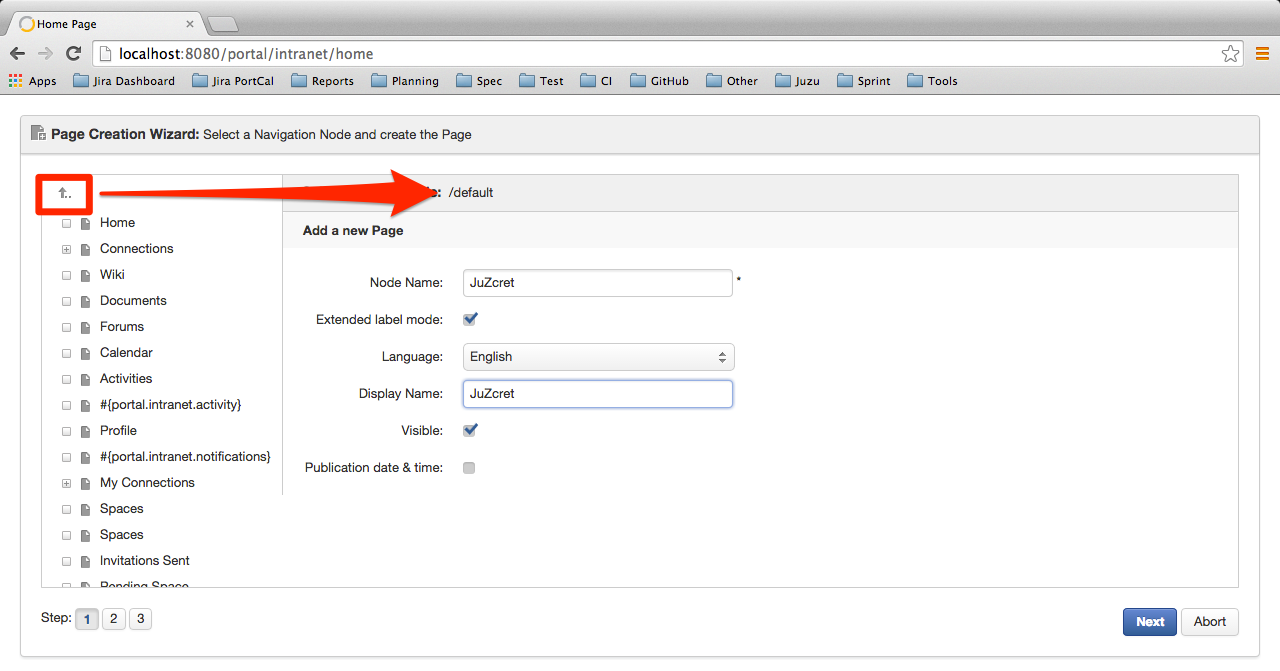 Home Page
localhost:8080/portal/intranet/home
Apps Jira Dashboard Jira PortCal Reports Planning Spec Test CI GitHub Other Juzu Sprint Tools
Page Creation Wizard: Select a Navigation Node and create the Page
/default
Add a new Page
Home
Connections
Wiki
Documents
Forums
Calendar
Activities
#{portal.intranet.activity}
Profile
#{portal.intranet.notifications}
My Connections
Spaces
Spaces
Invitations Sent
Pending Space
Node Name: JuZcret *
Extended label mode:
Language: English
Display Name: JuZcret
Visible:
Publication date & time:
Step: 1 2 3
Next Abort